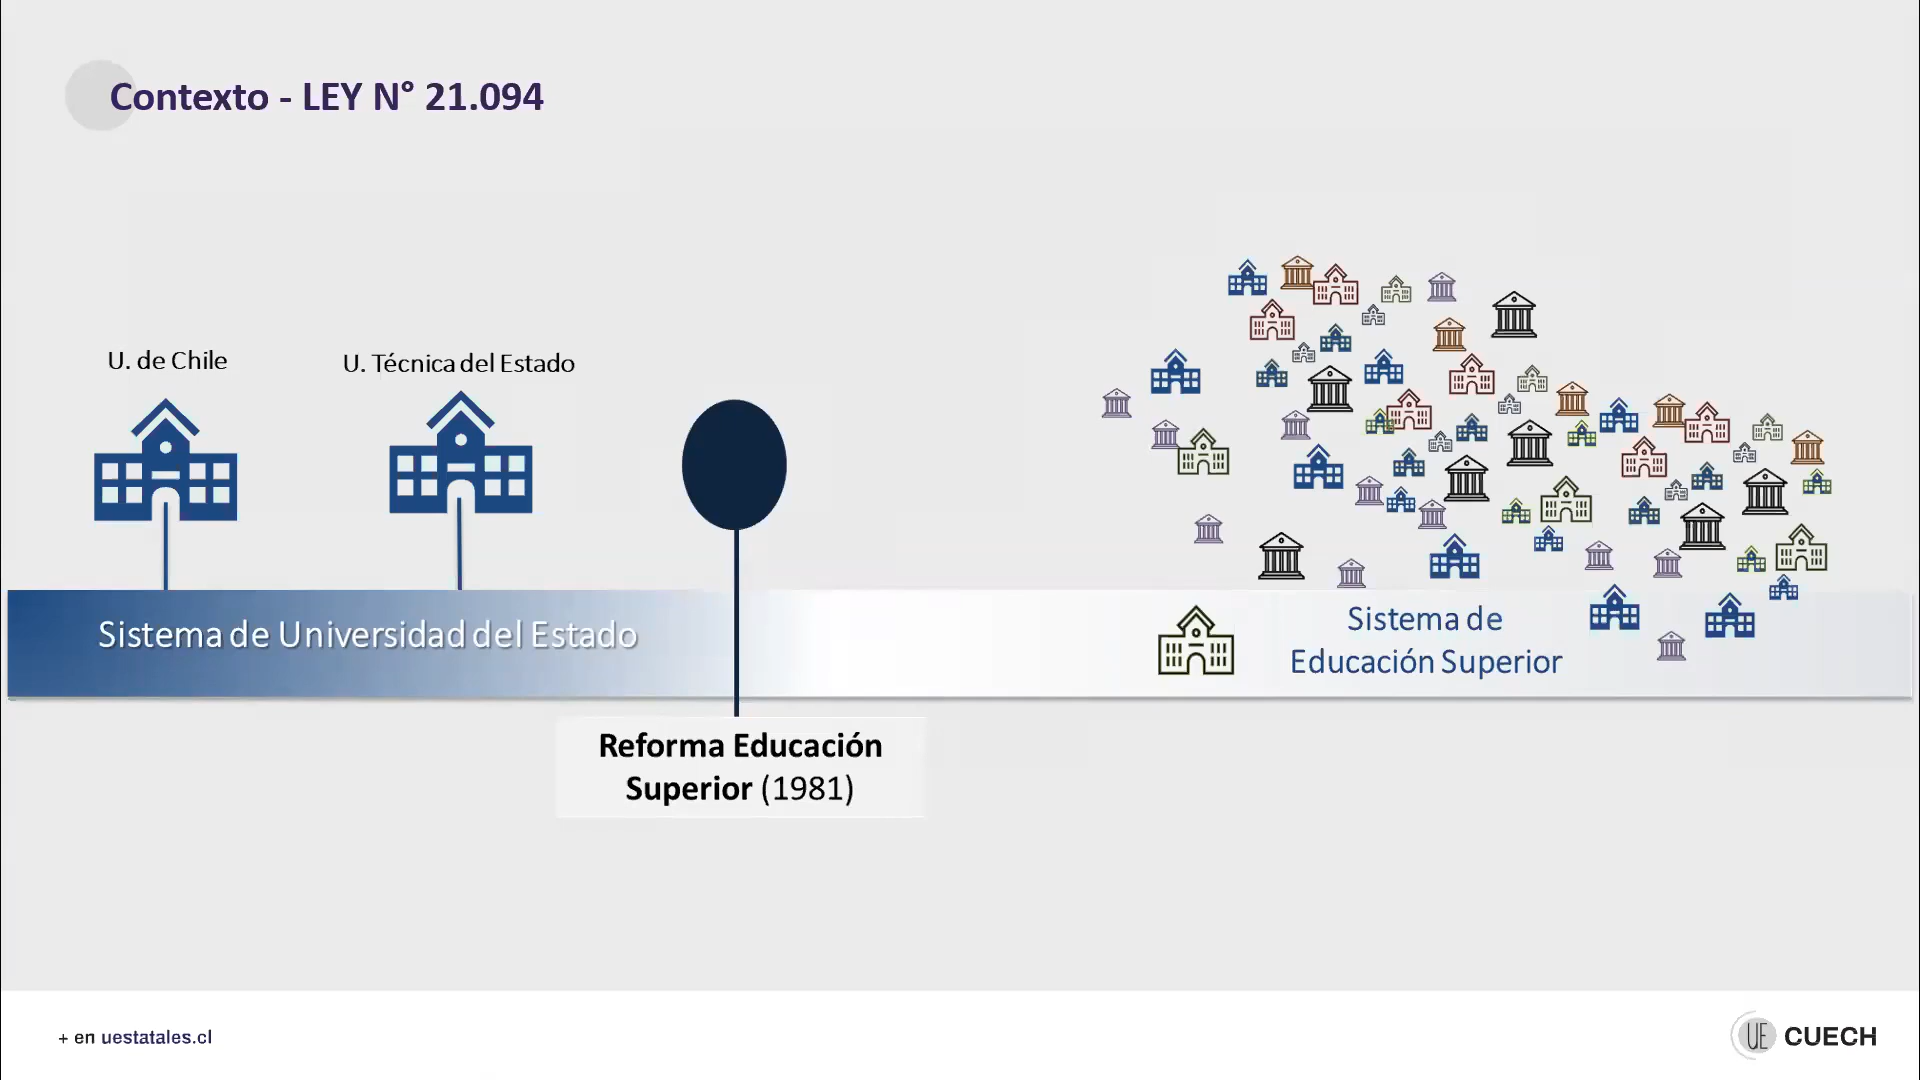 Contexto - LEY N° 21.094
U. de Chile
U. Técnica del Estado
Sistema de Universidad del Estado
Sistema de
Educación Superior
Reforma Educación
Superior (1981)
+ en uestatales.cl
UE CUECH